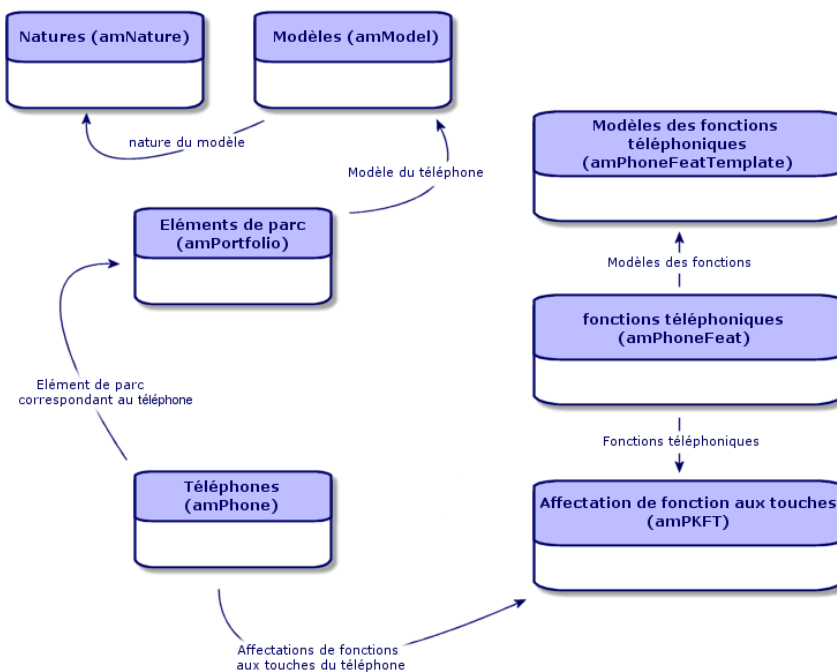 Natures (amNature)
Modèles (amModel)
nature du modèle
Modèle du téléphone
Modèles des fonctions
téléphoniques
(amPhoneFeatTemplate)
Eléments de parc
(amPortfolio)
Modèles des fonctions
fonctions téléphoniques
(amPhoneFeat)
Elément de parc
correspondant au téléphone
Fonctions téléphoniques
Téléphones
(amPhone)
Affectation de fonction aux touches
(amPKFT)
Affectations de fonctions
aux touches du téléphone